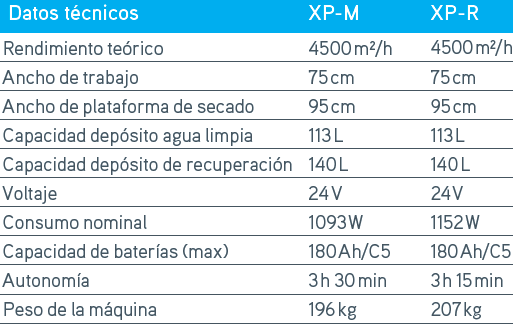 Datos técnicos XP-M XP-R
Rendimiento teórico 4500 m²/h 4500 m²/h
Ancho de trabajo 75 cm 75 cm
Ancho de plataforma de secado 95 cm 95 cm
Capacidad depósito agua limpia 113 L 113 L
Capacidad depósito de recuperación 140 L 140 L
Voltaje 24 V 24 V
Consumo nominal 1093 W 1152 W
Capacidad de baterías (max) 180 Ah/C5 180 Ah/C5
Autonomía 3 h 30 min 3 h 15 min
Peso de la máquina 196 kg 207 kg